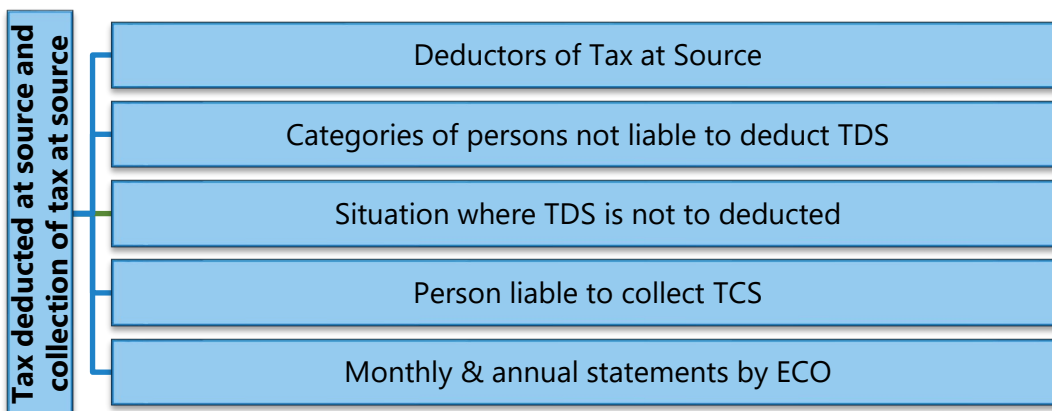 Tax deducted at source and
collection of tax at source
Deductors of Tax at Source
Categories of persons not liable to deduct TDS
Situation where TDS is not to deducted
Person liable to collect TCS
Monthly & annual statements by ECO